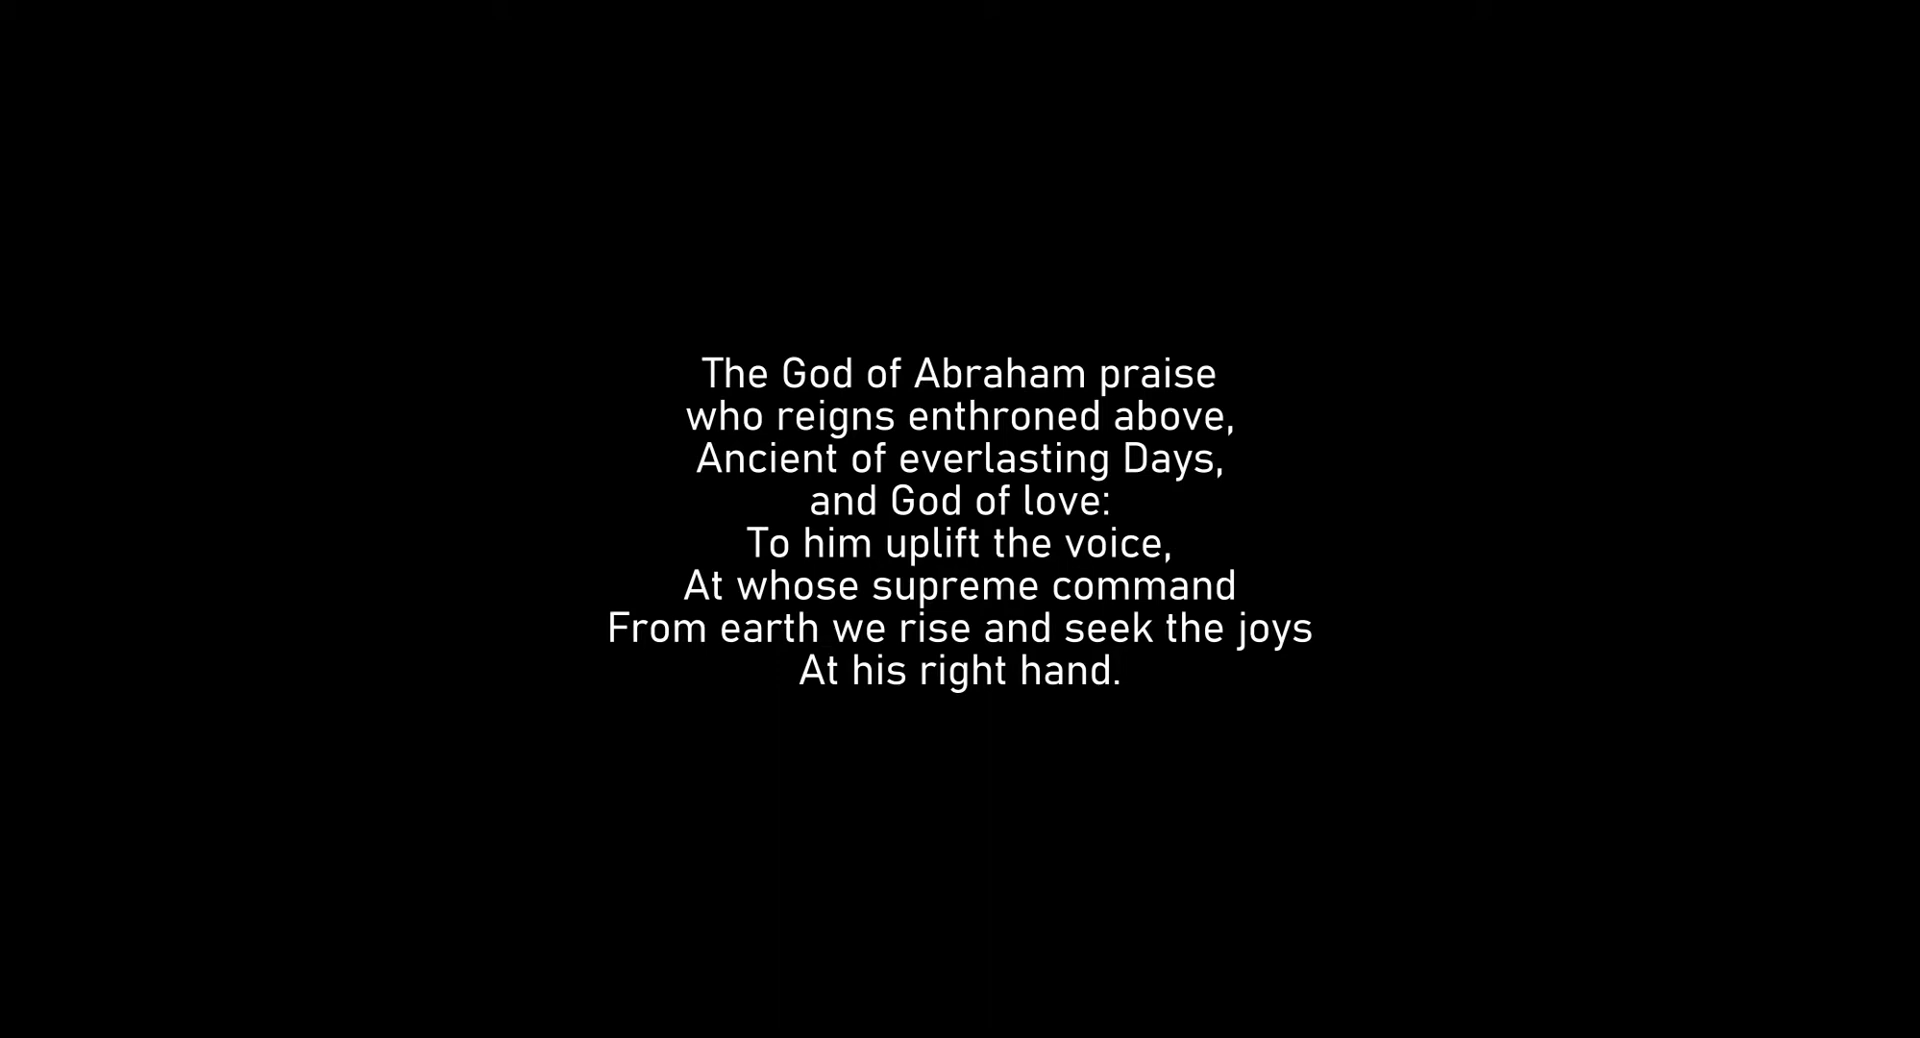 The God of Abraham praise
who reigns enthroned above,
Ancient of everlasting Days,
and God of love:
To him uplift the voice,
At whose supreme command
From earth we rise and seek the joys
At his right hand.